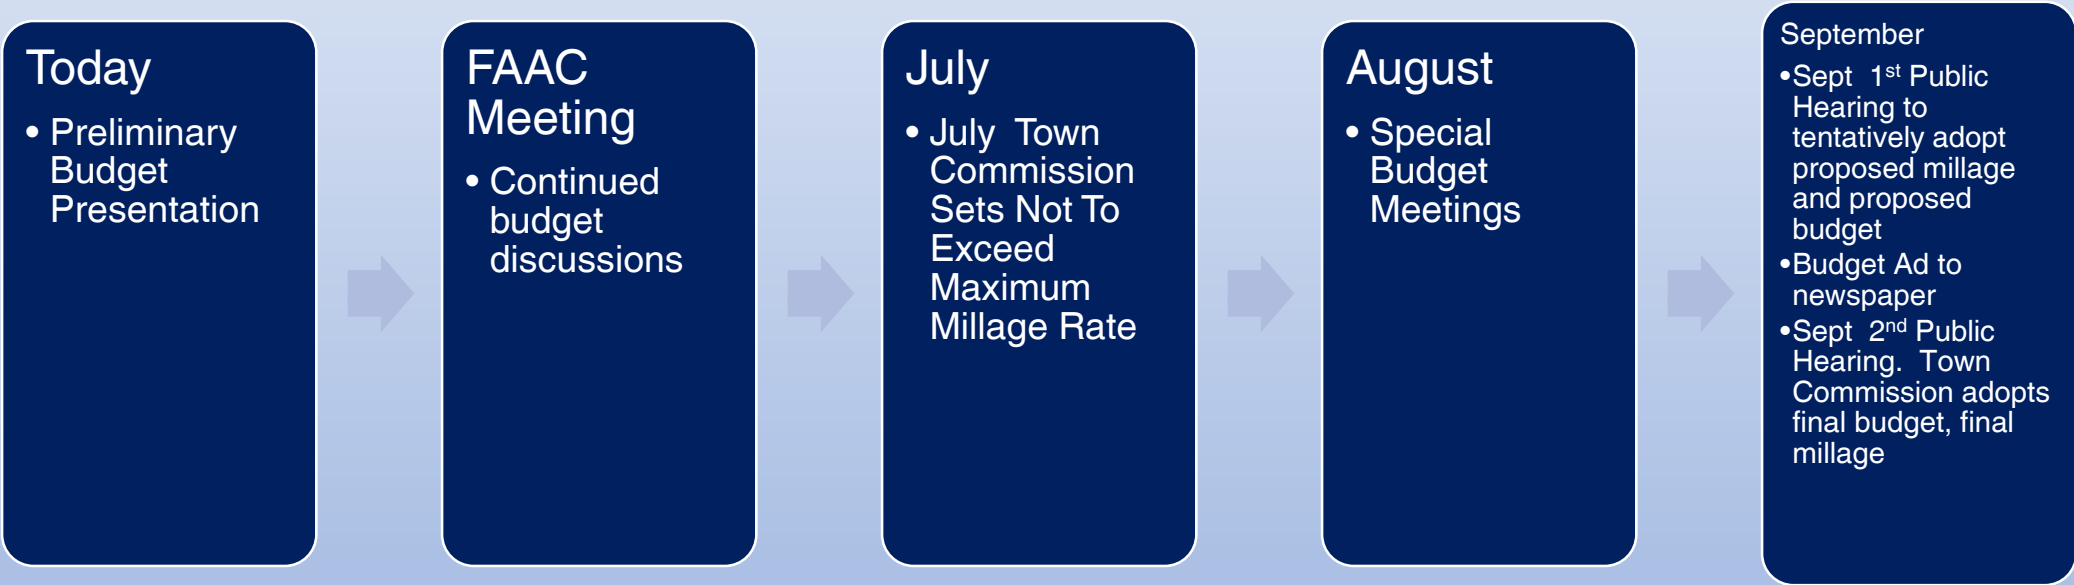 Today
• Preliminary
Budget
Presentation
FAAC
Meeting
• Continued
budget
discussions
July
• July  Town
Commission
Sets Not To
Exceed
Maximum
Millage Rate
August
• Special
Budget
Meetings
September
•Sept  1st Public
Hearing to
tentatively adopt
proposed millage
and proposed
budget
•Budget Ad to
newspaper
•Sept  2nd Public
Hearing.  Town
Commission adopts
final budget, final
millage